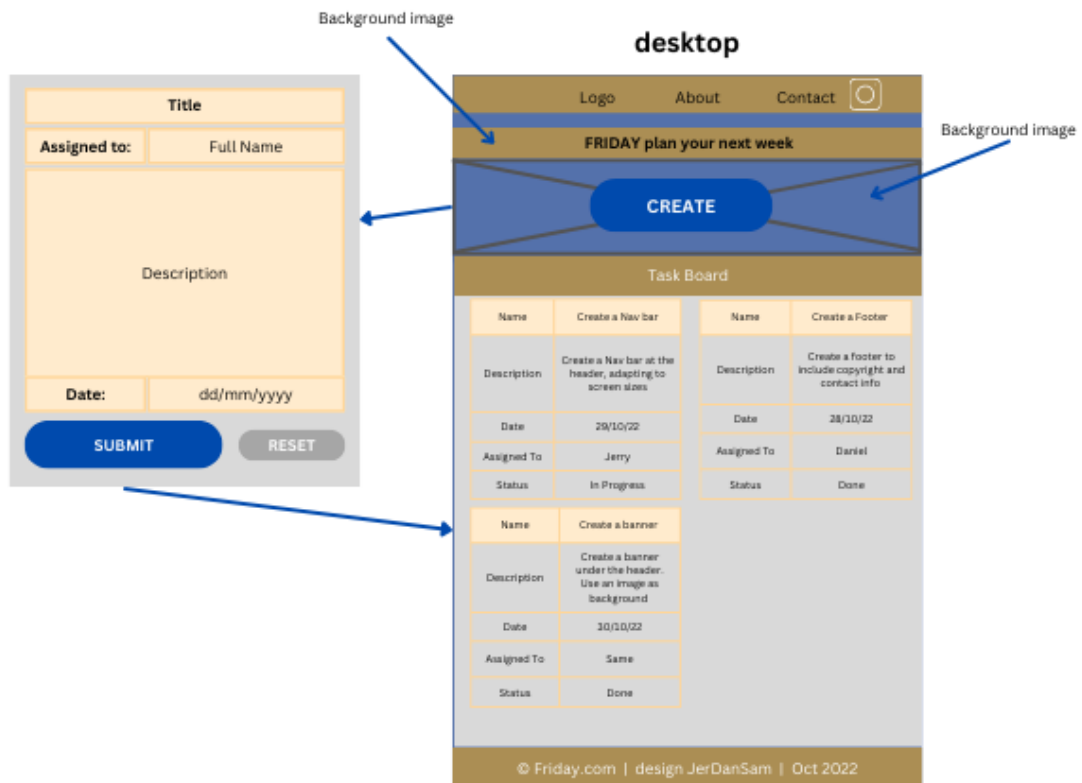 Background image
desktop
Title
Assigned to:
Full Name
Description
Date:
dd/mm/yyyy
SUBMIT
RESET
Logo
About
Contact
FRIDAY plan your next week
Background image
CREATE
Task Board
Name
Create a Nav bar
Description
Create a Nav bar at the
header, adapting to
screen sizes
Date
29/10/22
Assigned To
Jerry
Status
In Progress
Name
Create a Footer
Description
Create a footer to
include copyright and
contact info
Date
28/10/22
Assigned To
Daniel
Status
Done
Name
Create a banner
Description
Create a banner
under the header.
Use an image as
background
Date
30/10/22
Assigned To
Same
Status
Done
© Friday.com | design JerDanSam | Oct 2022